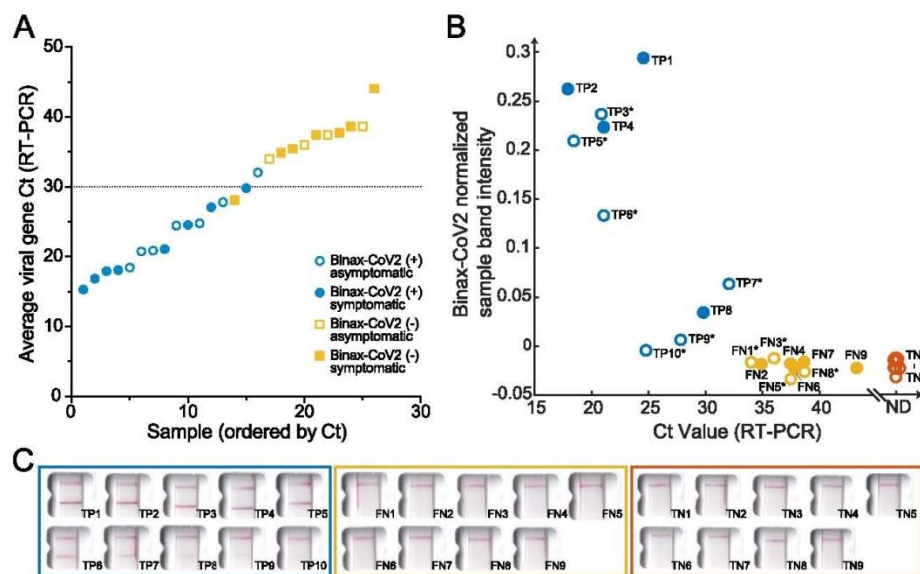 A
Average viral gene Ct (RT-PCR)
50
40
30
20
10
0
0
10
20
30
Sample (ordered by Ct)
Binax-CoV2 (+)
asymptomatic
Binax-CoV2 (+)
symptomatic
Binax-CoV2 (-)
asymptomatic
Binax-CoV2 (-)
symptomatic
B
Binax-CoV2 normalized
sample band intensity
0.3
0.25
0.2
0.15
0.1
0.05
0
-0.05
15
20
25
30
35
40
ND
Ct Value (RT-PCR)
TP1
TP2
TP3*
TP4
TP5*
TP6*
TP7*
TP8
TP9*
TP10*
FN1*
FN3*
FN4
FN7
FN9
FN2
FN8*
FN5*
FN6
TN
TN
C
TP1 TP2 TP3 TP4 TP5
TP6 TP7 TP8 TP9 TP10
FN1 FN2 FN3 FN4 FN5
FN6 FN7 FN8 FN9
TN1 TN2 TN3 TN4 TN5
TN6 TN7 TN8 TN9